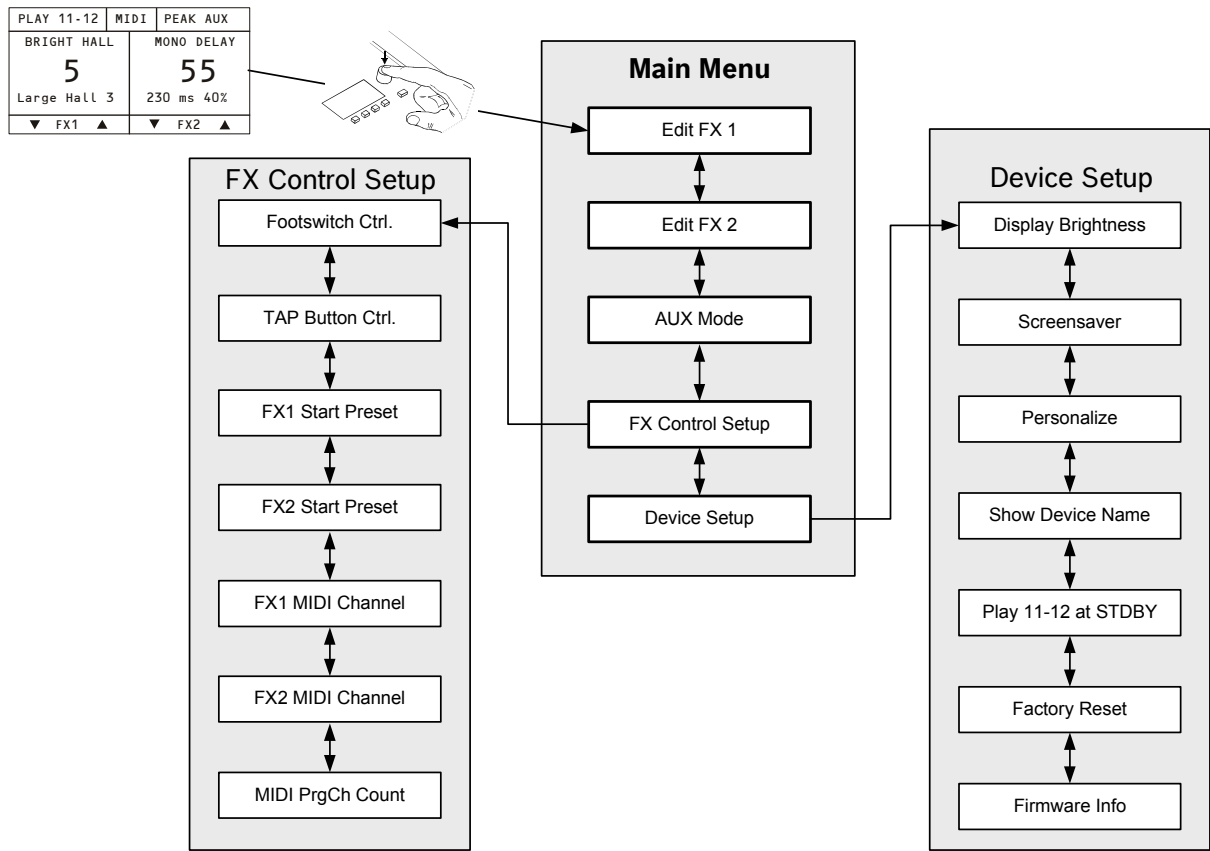 PLAY 11-12 MIDI PEAK AUX
BRIGHT HALL MONO DELAY
5 55
Large Hall 3 230 ms 40%
▼ FX1 ▲ ▼ FX2 ▲
Main Menu
Edit FX 1
Edit FX 2
AUX Mode
FX Control Setup
Device Setup
FX Control Setup
Footswitch Ctrl.
TAP Button Ctrl.
FX1 Start Preset
FX2 Start Preset
FX1 MIDI Channel
FX2 MIDI Channel
MIDI PrgCh Count
Device Setup
Display Brightness
Screensaver
Personalize
Show Device Name
Play 11-12 at STDBY
Factory Reset
Firmware Info